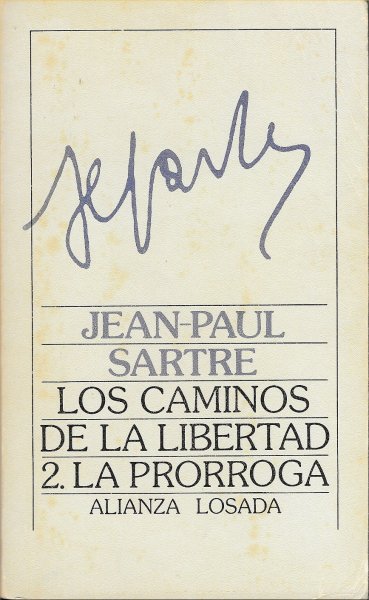 JEAN-PAUL
SARTRE
LOS CAMINOS
DE LA LIBERTAD
2. LA PRORROGA
ALIANZA LOSADA